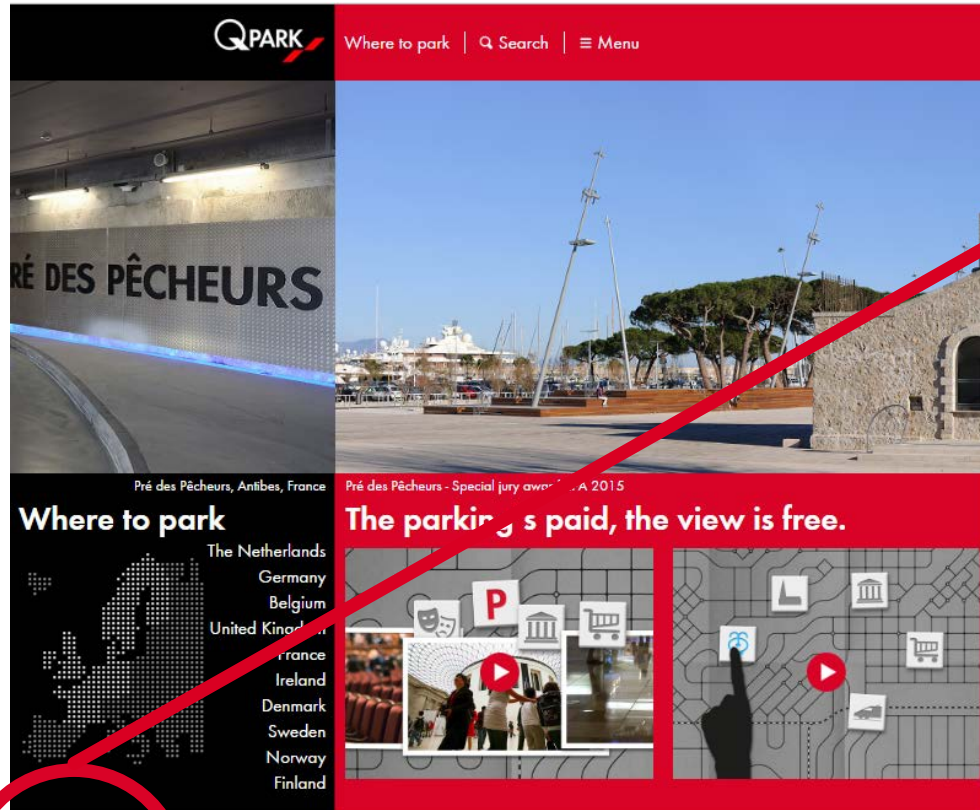 QPARK
Where to park
Search
Menu
RÉ DES PÊCHEURS
Pré des Pêcheurs, Antibes, France
Pré des Pêcheurs - Special jury A 2015
Where to park
The s paid, the view is free.
The Netherlands
Germany
Belgium
United
France
Ireland
Denmark
Sweden
Norway
Finland
P